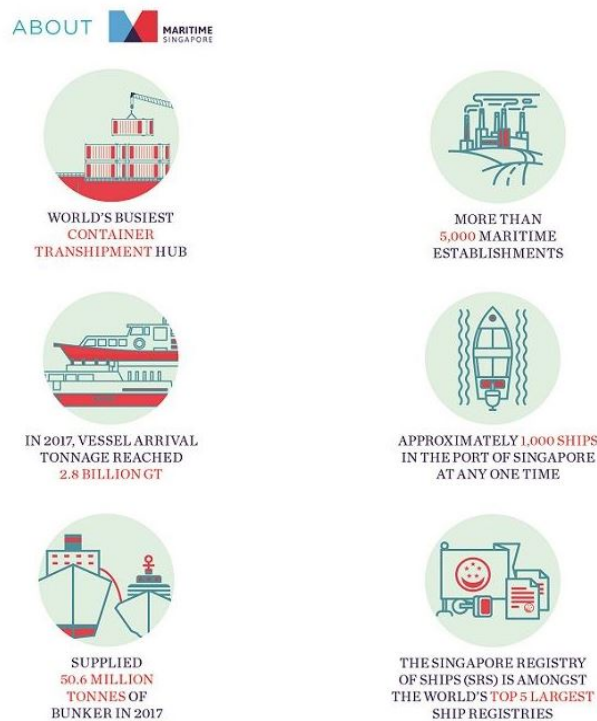 ABOUT
MARITIME
SINGAPORE
WORLD'S BUSIEST
CONTAINER
TRANSHIPMENT HUB
MORE THAN
5,000 MARITIME
ESTABLISHMENTS
IN 2017, VESSEL ARRIVAL
TONNAGE REACHED
2.8 BILLION GT
APPROXIMATELY 1,000 SHIPS
IN THE PORT OF SINGAPORE
AT ANY ONE TIME
SUPPLIED
50.6 MILLION
TONNES OF
BUNKER IN 2017
THE SINGAPORE REGISTRY
OF SHIPS (SRS) IS AMONGST
THE WORLD'S TOP 5 LARGEST
SHIP REGISTRIES